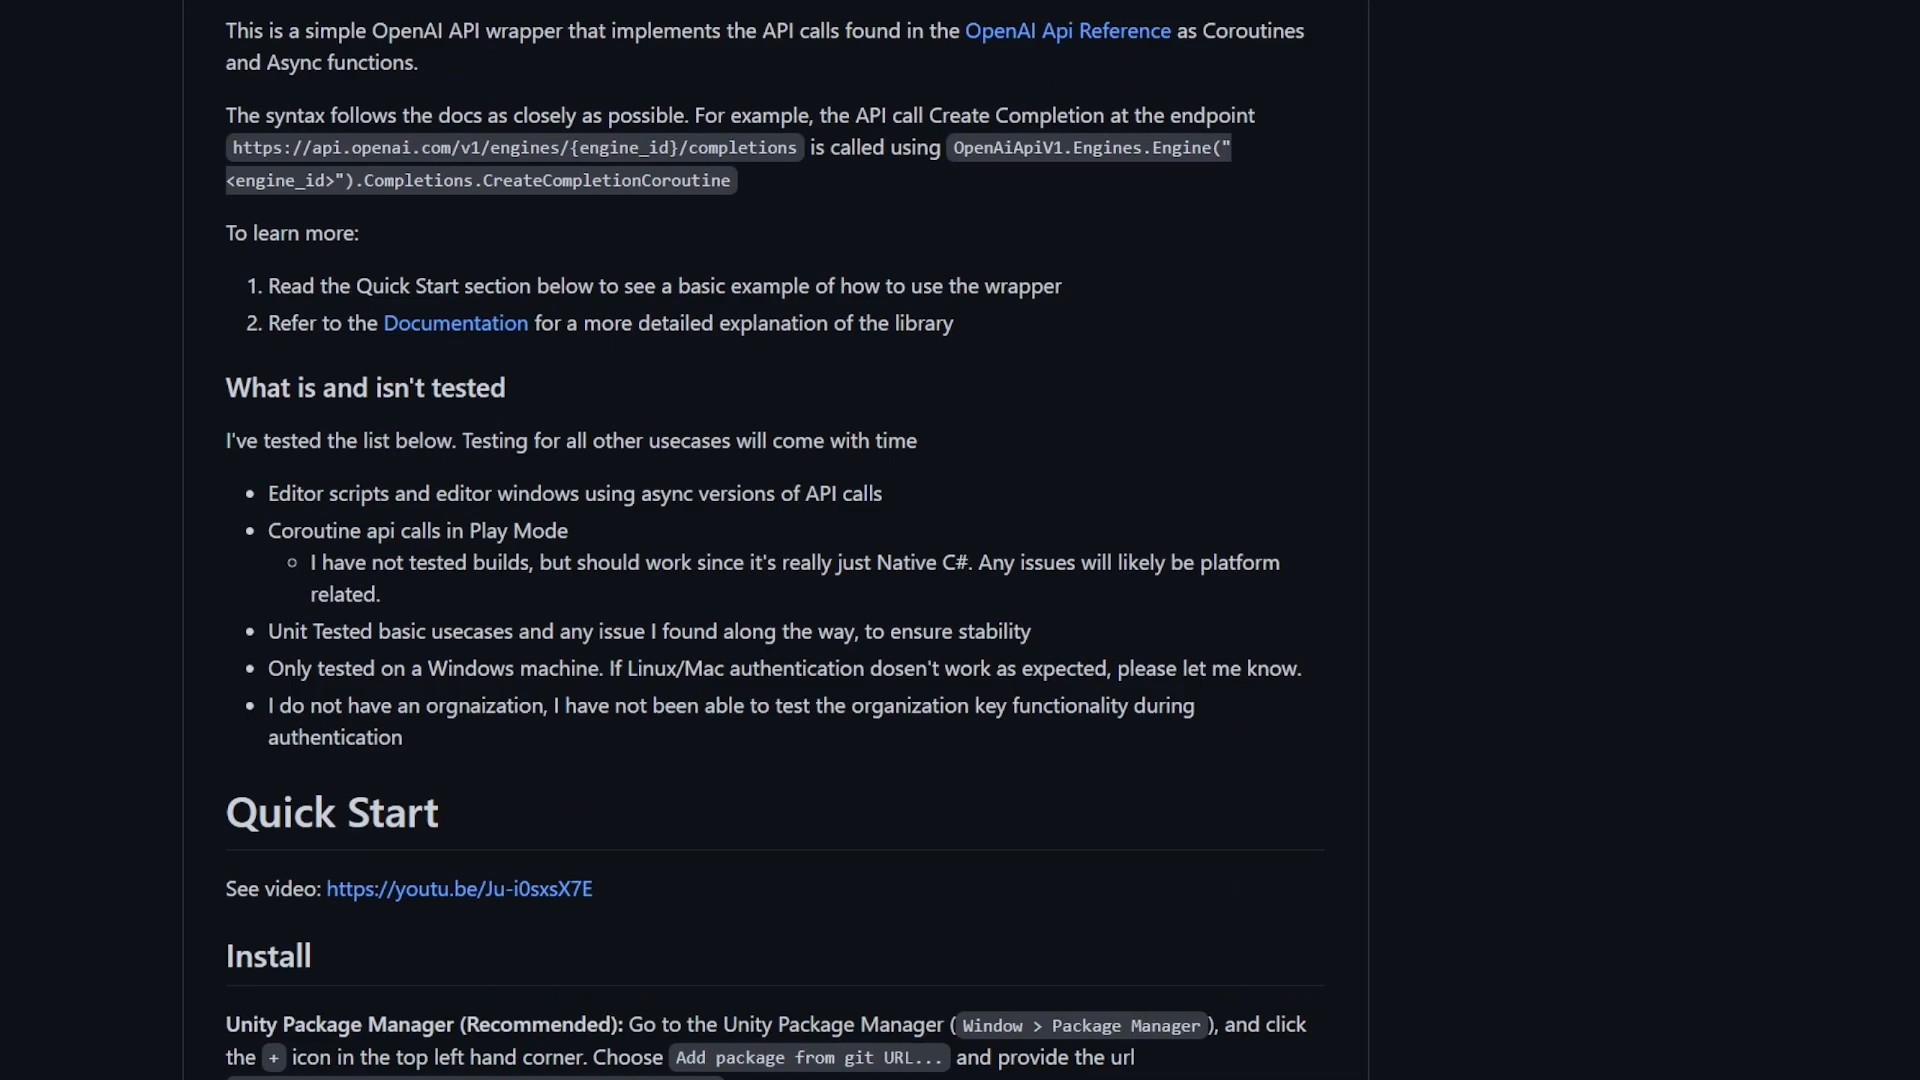 This is a simple OpenAI API wrapper that implements the API calls found in the OpenAI Api Reference as Coroutines
and Async functions.
The syntax follows the docs as closely as possible. For example, the API call Create Completion at the endpoint
https://api.openai.com/v1/engines/{engine_id}/completions is called using OpenAiApiV1.Engines.Engine("
<engine_id>").Completions.CreateCompletionCoroutine
To learn more:
1. Read the Quick Start section below to see a basic example of how to use the wrapper
2. Refer to the Documentation for a more detailed explanation of the library
What is and isn't tested
I've tested the list below. Testing for all other usecases will come with time
• Editor scripts and editor windows using async versions of API calls
• Coroutine api calls in Play Mode
◦ I have not tested builds, but should work since it's really just Native C#. Any issues will likely be platform
related.
• Unit Tested basic usecases and any issue I found along the way, to ensure stability
• Only tested on a Windows machine. If Linux/Mac authentication dosen't work as expected, please let me know.
• I do not have an orgnaization, I have not been able to test the organization key functionality during
authentication
Quick Start
See video: https://youtu.be/Ju-i0sxsX7E
Install
Unity Package Manager (Recommended): Go to the Unity Package Manager (Window > Package Manager), and click
the + icon in the top left hand corner. Choose Add package from git URL... and provide the url